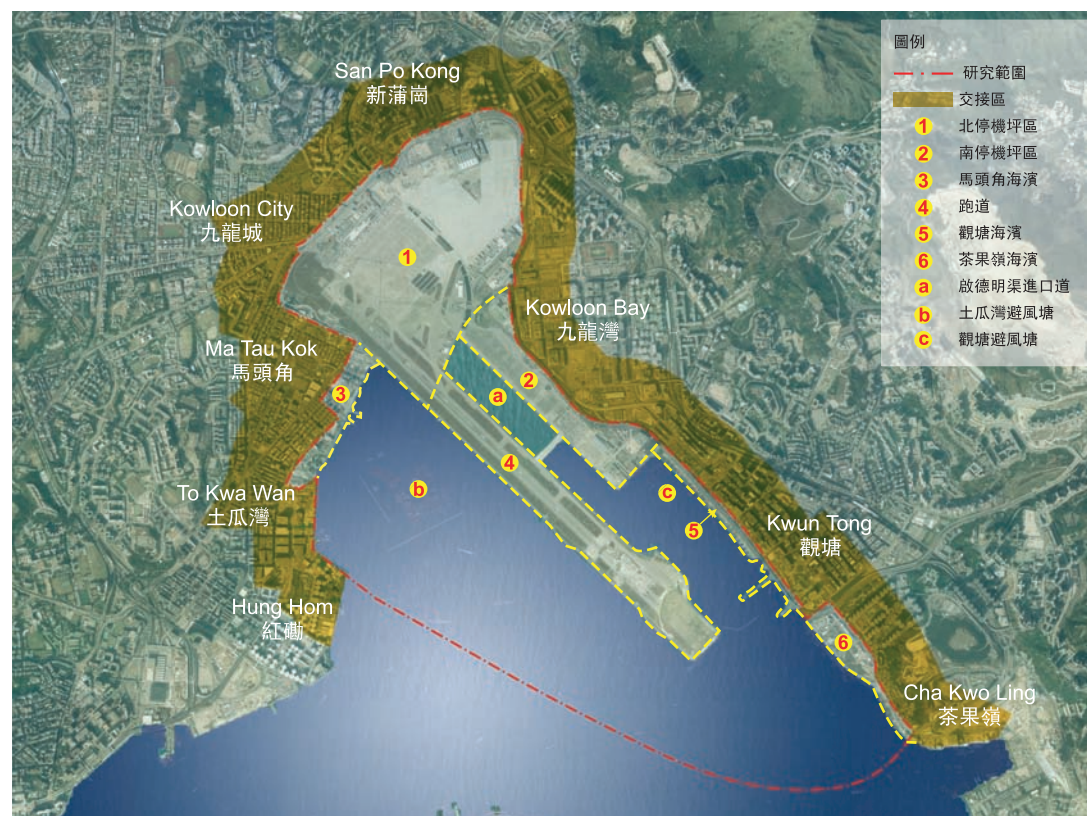 San Po Kong
新蒲崗
Kowloon City
九龍城
Kowloon Bay
九龍灣
Ma Tau Kok
馬頭角
To Kwa Wan
土瓜灣
Hung Hom
紅磡
Kwun Tong
觀塘
Cha Kwo Ling
茶果嶺
1
2
3
a
4
b
c
5
6
圖例
研究範圍
交接區
1 北停機坪區
2 南停機坪區
3 馬頭角海濱
4 跑道
5 觀塘海濱
6 茶果嶺海濱
a 啟德明渠進口道
b 土瓜灣避風塘
c 觀塘避風塘